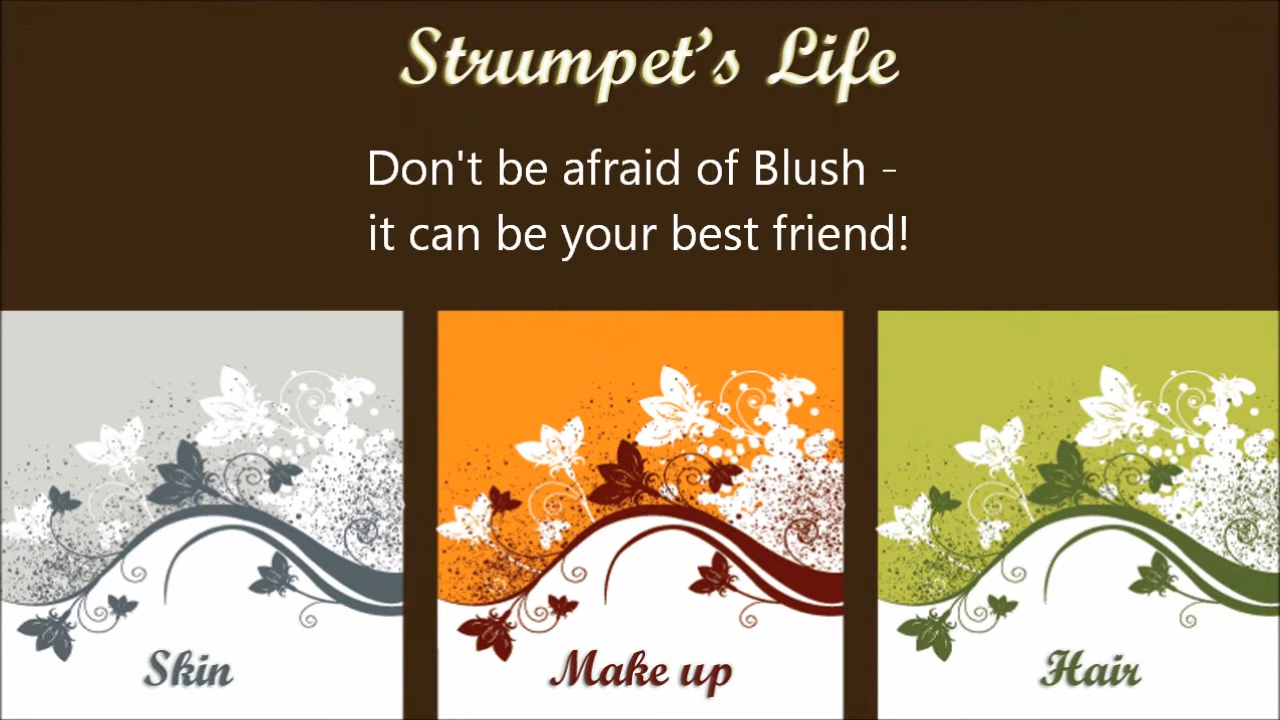 Strumpet's Life
Don't be afraid of Blush -
it can be your best friend!
Skin
Make up
Hair